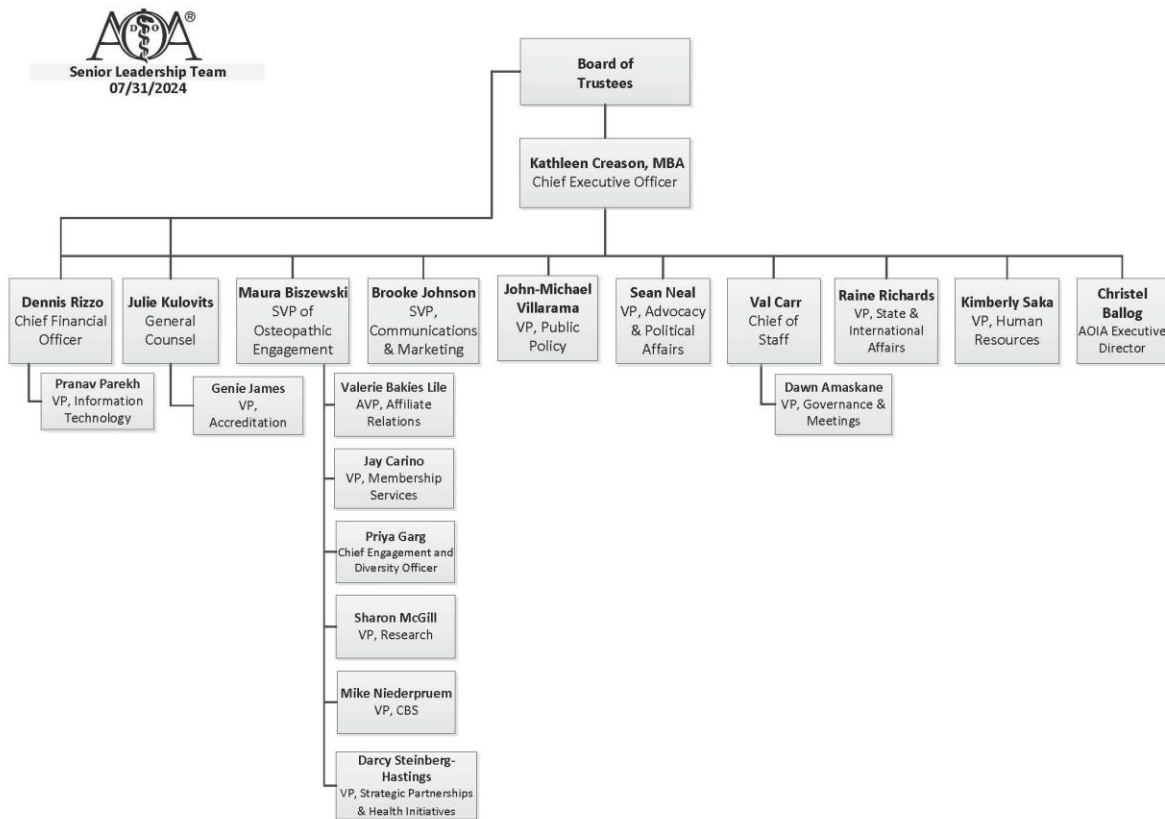 AOA®
D O
Senior Leadership Team
07/31/2024
Board of
Trustees
Kathleen Creason, MBA
Chief Executive Officer
Dennis Rizzo
Chief Financial
Officer
Julie Kulovits
General
Counsel
Maura Biszewski
SVP of
Osteopathic
Engagement
Brooke Johnson
SVP,
Communications
& Marketing
John-Michael
Villarama
VP, Public
Policy
Sean Neal
VP, Advocacy
& Political
Affairs
Val Carr
Chief of
Staff
Raine Richards
VP, State &
International
Affairs
Kimberly Saka
VP, Human
Resources
Christel
Ballog
AOIA Executive
Director
Pranav Parekh
VP, Information
Technology
Genie James
VP,
Accreditation
Valerie Bakies Lile
AVP, Affiliate
Relations
Dawn Amaskane
VP, Governance &
Meetings
Jay Carino
VP, Membership
Services
Priya Garg
Chief Engagement and
Diversity Officer
Sharon McGill
VP, Research
Mike Niederpruem
VP, CBS
Darcy Steinberg-
Hastings
VP, Strategic Partnerships
& Health Initiatives